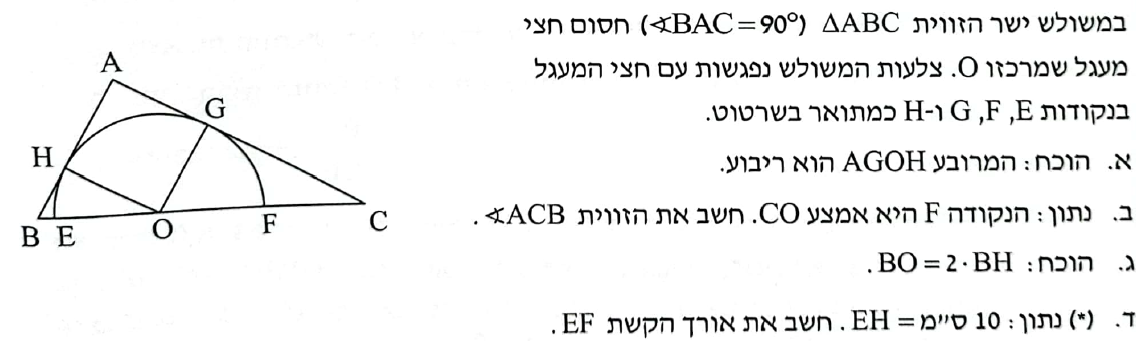 במשולש ישר הזווית ΔABC (∢BAC=90°) חסום חצי
מעגל שמרכזו O. צלעות המשולש נפגשות עם חצי המעגל
בנקודות G ,F ,E ו-H כמתואר בשרטוט.
א. הוכח: המרובע AGOH הוא ריבוע.
ב. נתון: הנקודה F היא אמצע CO. חשב את הזווית ∢ACB.
ג. הוכח: BO=2·BH.
ד. (*) נתון: 10 ס"מ=EH. חשב את אורך הקשת EF.
A
G
H
B E
O
F
C